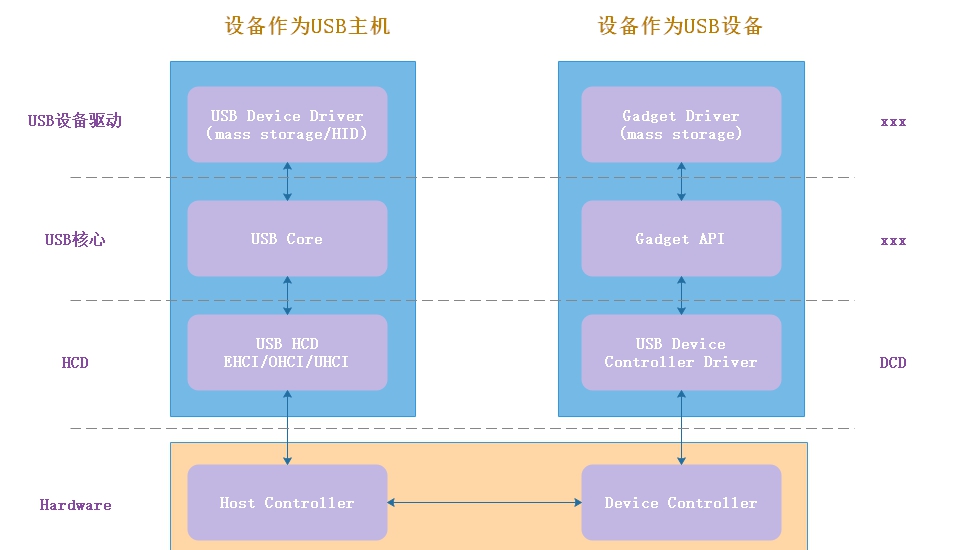 设备作为USB主机
设备作为USB设备
USB设备驱动
USB Device Driver
(mass storage/HID)
Gadget Driver
(mass storage)
xxx
USB核心
USB Core
Gadget API
xxx
HCD
USB HCD
EHCI/OHCI/UHCI
USB Device
Controller Driver
DCD
Hardware
Host Controller
Device Controller